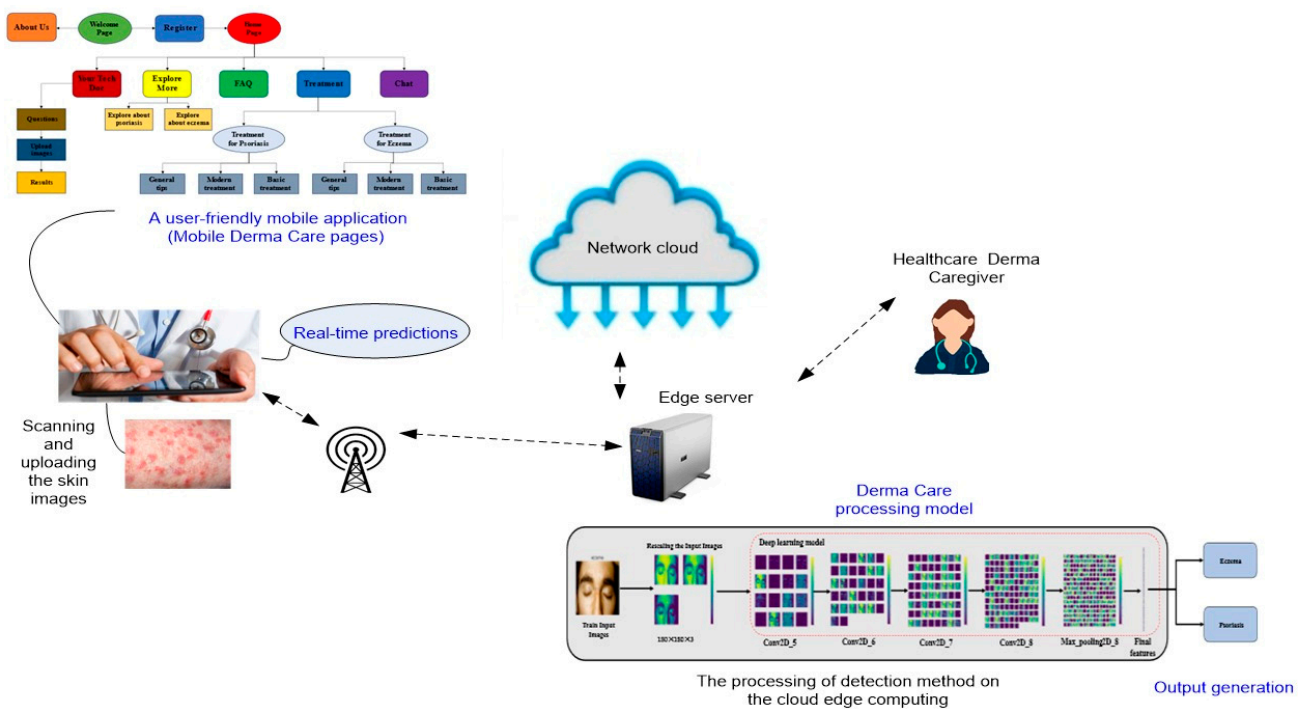 About Us
Welcome
Page
Register
Home
Page
Your Tech
Doc
Explore
More
FAQ
Treatment
Chat
Questions
Explore about
psoriasis
Explore
about eczema
Upload
images
Treatment
for Psoriasis
Treatment
for Eczema
Results
General
tips
Modern
treatment
Bacic
treatment
General
tips
Modern
treatment
Bacic
treatment
A user-friendly mobile application
(Mobile Derma Care pages)
Network cloud
Healthcare Derma
Caregiver
Real-time predictions
Edge server
Scanning
and
uploading
the skin
images
Derma Care
processing model
Rescaling the Input Images
Deep learning model
Train Input
Images
180×180×3
Conv2D_5
Conv2D_6
Conv2D_7
Conv2D_8
Max_pooling2D_8
Final
features
Eczema
Psoriasis
The processing of detection method on
the cloud edge computing
Output generation